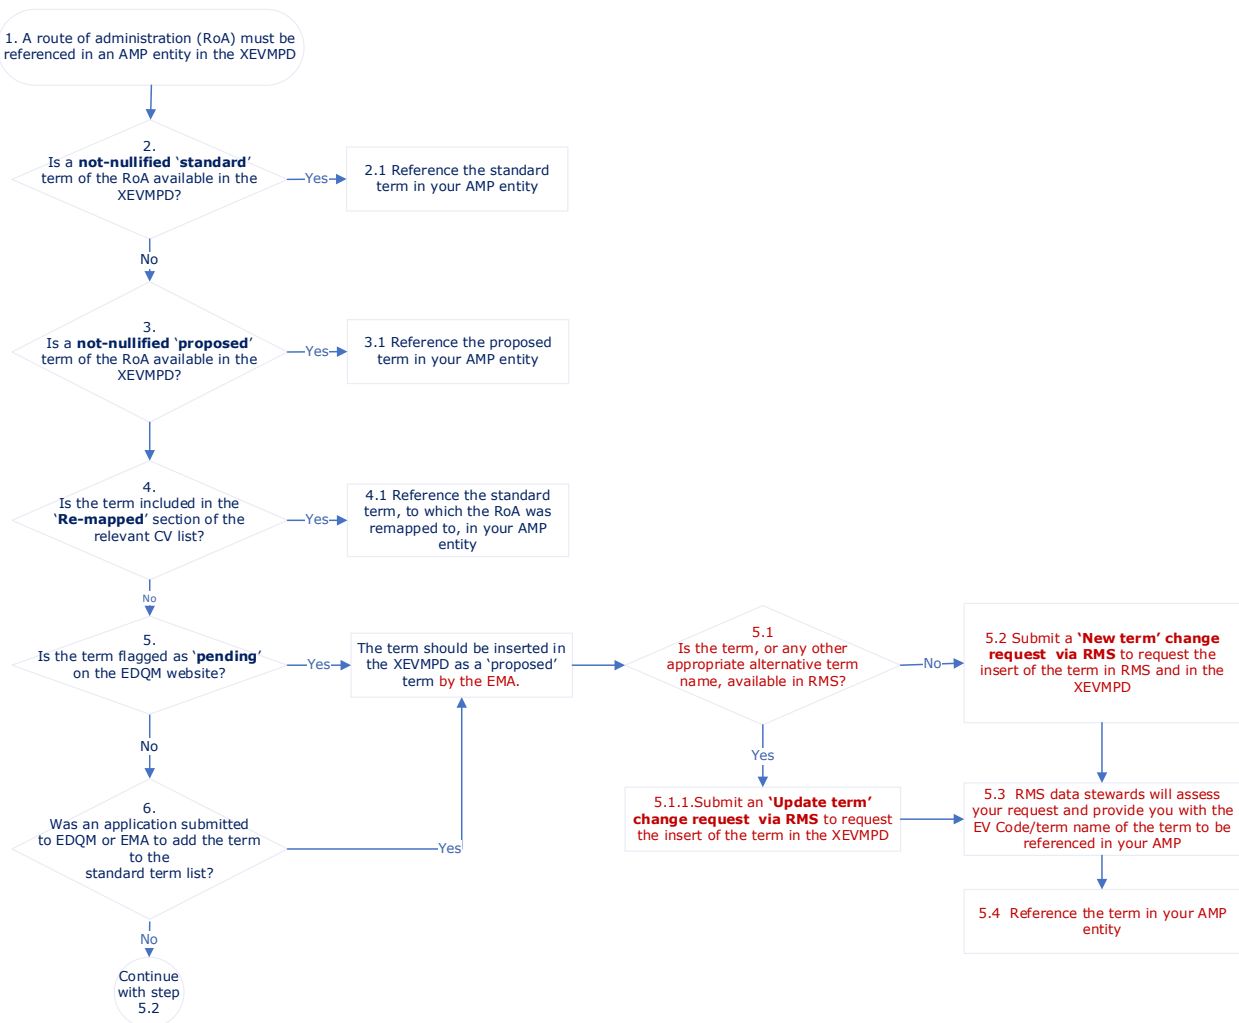 1. A route of administration (RoA) must be
referenced in an AMP entity in the XEVMPD
2.
Is a not-nullified ‘standard’
term of the RoA available in the
XEVMPD?
Yes
2.1 Reference the standard
term in your AMP entity
No
3.
Is a not-nullified ‘proposed’
term of the RoA available in the
XEVMPD?
Yes
3.1 Reference the proposed
term in your AMP entity
4.
Is the term included in the
‘Re-mapped’ section of the
relevant CV list?
Yes
4.1 Reference the standard
term, to which the RoA was
remapped to, in your AMP
entity
No
5.
Is the term flagged as ‘pending’
on the EDQM website?
Yes
The term should be inserted in
the XEVMPD as a ‘proposed’
term by the EMA.
5.1
Is the term, or any other
appropriate alternative term
name, available in RMS?
No
5.2 Submit a ‘New term’ change
request via RMS to request the
insert of the term in RMS and in the
XEVMPD
Yes
5.1.1.Submit an ‘Update term’
change request via RMS to request
the insert of the term in the XEVMPD
5.3 RMS data stewards will assess
your request and provide you with the
EV Code/term name of the term to be
referenced in your AMP
5.4 Reference the term in your AMP
entity
No
6.
Was an application submitted
to EDQM or EMA to add the term
to the
standard term list?
Yes
No
Continue
with step
5.2